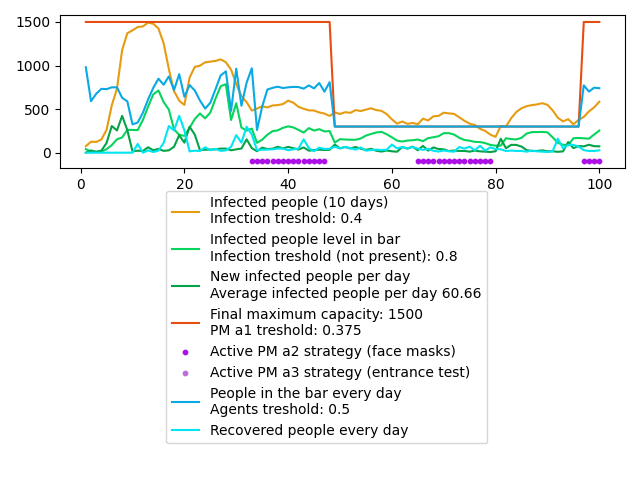 1500
1000
500
0
0
20
40
60
80
100
Infected people (10 days)
Infection treshold: 0.4
Infected people level in bar
Infection treshold (not present): 0.8
New infected people per day
Average infected people per day 60.66
Final maximum capacity: 1500
PM a1 treshold: 0.375
Active PM a2 strategy (face masks)
Active PM a3 strategy (entrance test)
People in the bar every day
Agents treshold: 0.5
Recovered people every day